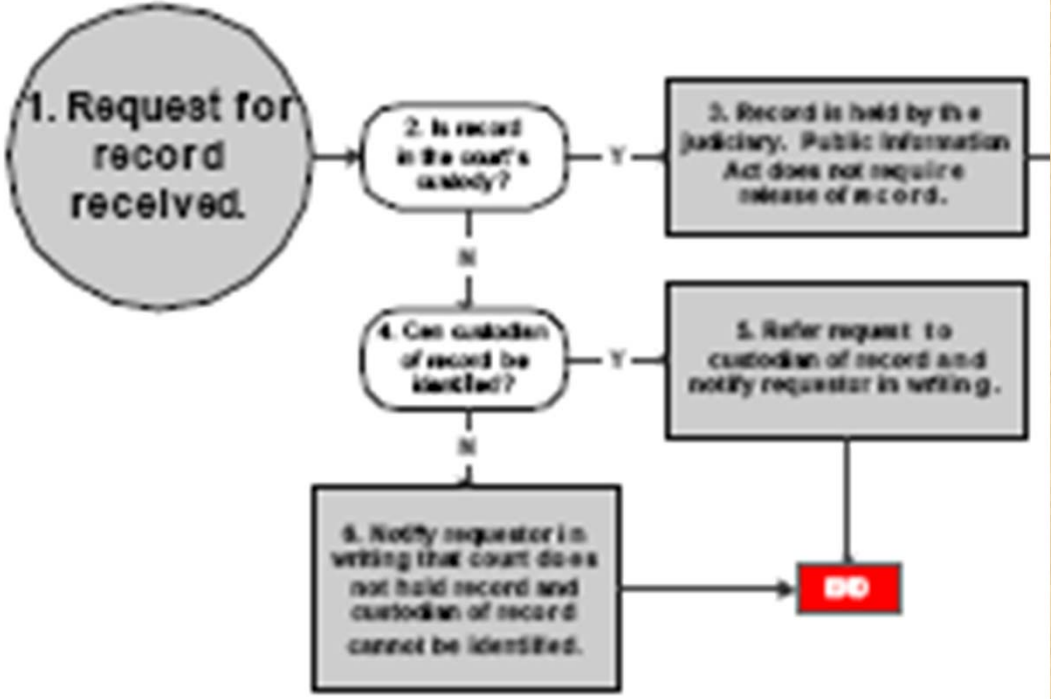 1. Request for
record
received.
2. Is record
in the court's
custody?
Y
3. Record is held by the
judiciary. Public Information
Act does not require
release of record.
N
4. Can custodian
of record be
identified?
Y
5. Refer request to
custodian of record and
notify requestor in writing.
N
6. Notify requestor in
writing that court does
not hold record and
custodian of record
cannot be identified.